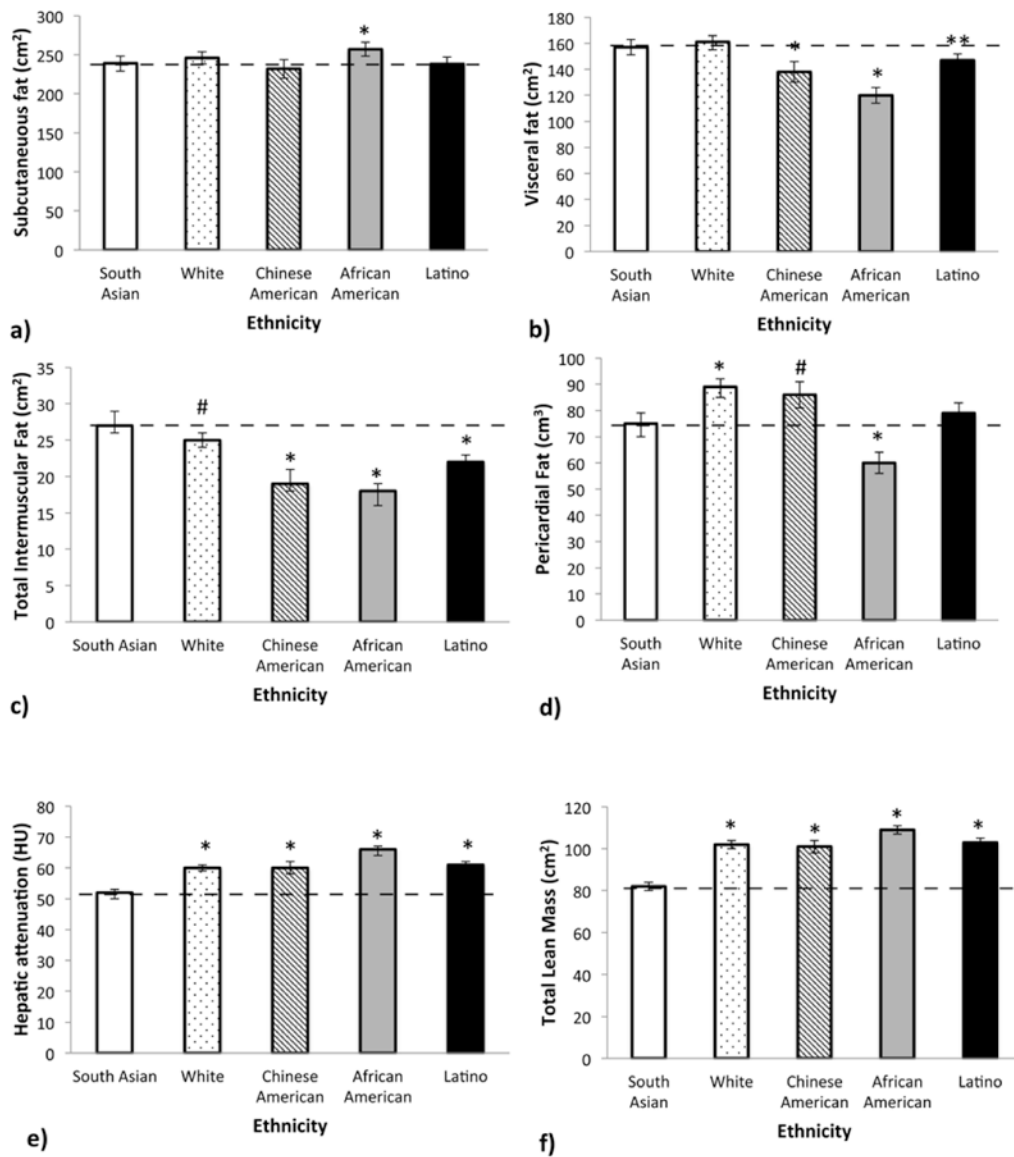 Subcutaneuous fat (cm²)
300
250
200
150
100
50
0
*
South Asian
White
Chinese American
African American
Latino
Ethnicity
a)
Visceral fat (cm²)
180
160
140
120
100
80
60
40
20
0
*
*
**
South Asian
White
Chinese American
African American
Latino
Ethnicity
b)
Total Intermuscular Fat (cm²)
35
30
25
20
15
10
5
0
#
*
*
*
South Asian
White
Chinese American
African American
Latino
Ethnicity
c)
Pericardial Fat (cm³)
100
90
80
70
60
50
40
30
20
10
0
*
#
*
South Asian
White
Chinese American
African American
Latino
Ethnicity
d)
Hepatic attenuation (HU)
80
70
60
50
40
30
20
10
0
*
*
*
*
South Asian
White
Chinese American
African American
Latino
Ethnicity
e)
Total Lean Mass (cm²)
120
100
80
60
40
20
0
*
*
*
*
South Asian
White
Chinese American
African American
Latino
Ethnicity
f)